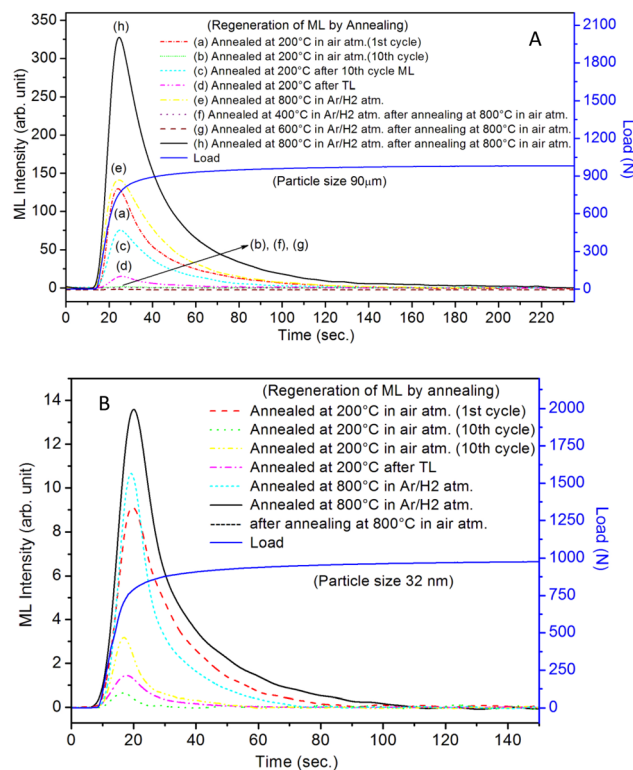 (Regeneration of ML by Annealing)
A
(h)
(a) Annealed at 200°C in air atm.(1st cycle)
(b) Annealed at 200°C in air atm.(10th cycle)
(c) Annealed at 200°C after 10th cycle ML
(d) Annealed at 200°C after TL
(e) Annealed at 800°C in Ar/H2 atm.
(f) Annealed at 400°C in Ar/H2 atm. after annealing at 800°C in air atm.
(g) Annealed at 600°C in Ar/H2 atm. after annealing at 800°C in air atm.
(h) Annealed at 800°C in Ar/H2 atm. after annealing at 800°C in air atm.
Load
(Particle size 90μm)
(e)
(a)
(c)
(d)
(b), (f), (g)
ML Intensity (arb. unit)
350
300
250
200
150
100
50
0
Load (N)
2100
1800
1500
1200
900
600
300
0
0 20 40 60 80 100 120 140 160 180 200 220
Time (sec.)
B
(Regeneration of ML by annealing)
Annealed at 200°C in air atm. (1st cycle)
Annealed at 200°C in air atm. (10th cycle)
Annealed at 200°C in air atm. (10th cycle)
Annealed at 200°C after TL
Annealed at 800°C in Ar/H2 atm.
Annealed at 800°C in Ar/H2 atm.
after annealing at 800°C in air atm.
Load
(Particle size 32 nm)
ML Intensity (arb. unit)
14
12
10
8
6
4
2
0
Load (N)
2000
1750
1500
1250
1000
750
500
250
0
0 20 40 60 80 100 120 140
Time (sec.)